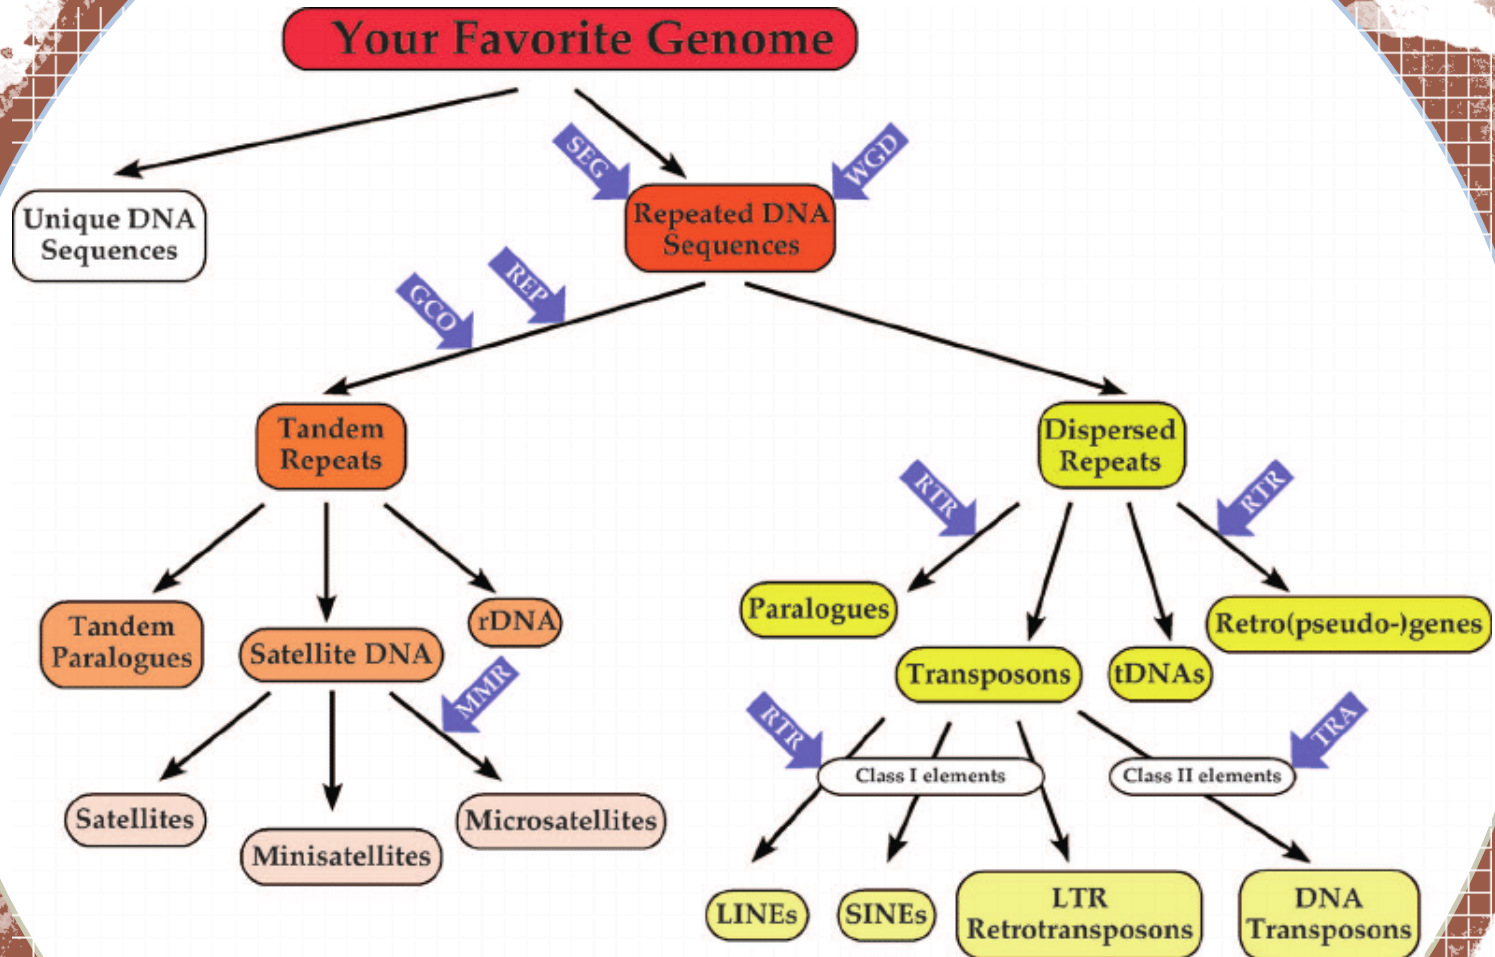 Your Favorite Genome
SEG
WGD
Unique DNA
Sequences
Repeated DNA
Sequences
GCO
REP
Tandem
Repeats
Dispersed
Repeats
RTR
RTR
Tandem
Paralogues
Satellite DNA
rDNA
MMR
Paralogues
Transposons
tDNAs
Retro(pseudo-)genes
RTR
Class I elements
Class II elements
TRA
Satellites
Minisatellites
Microsatellites
LINEs
SINEs
LTR
Retrotransposons
DNA
Transposons